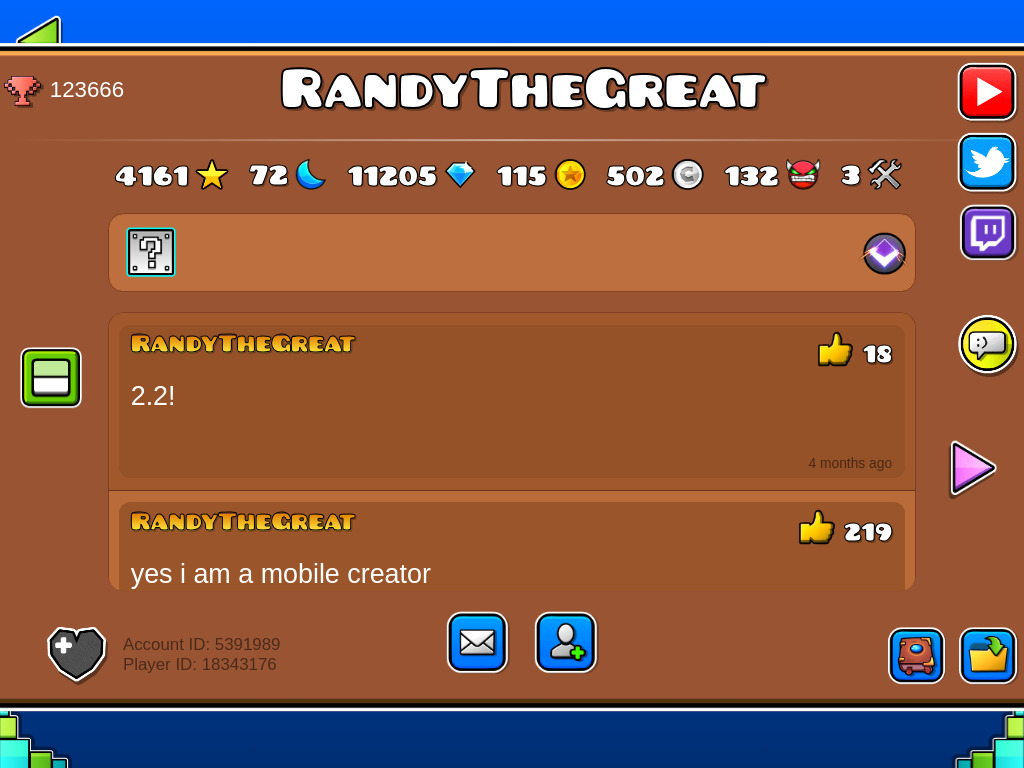 123666
RandyTheGreat
4161 72 11205 115 502 132 3
?
RandyTheGreat
18
2.2!
4 months ago
RandyTheGreat
219
yes i am a mobile creator
Account ID: 5391989
Player ID: 18343176